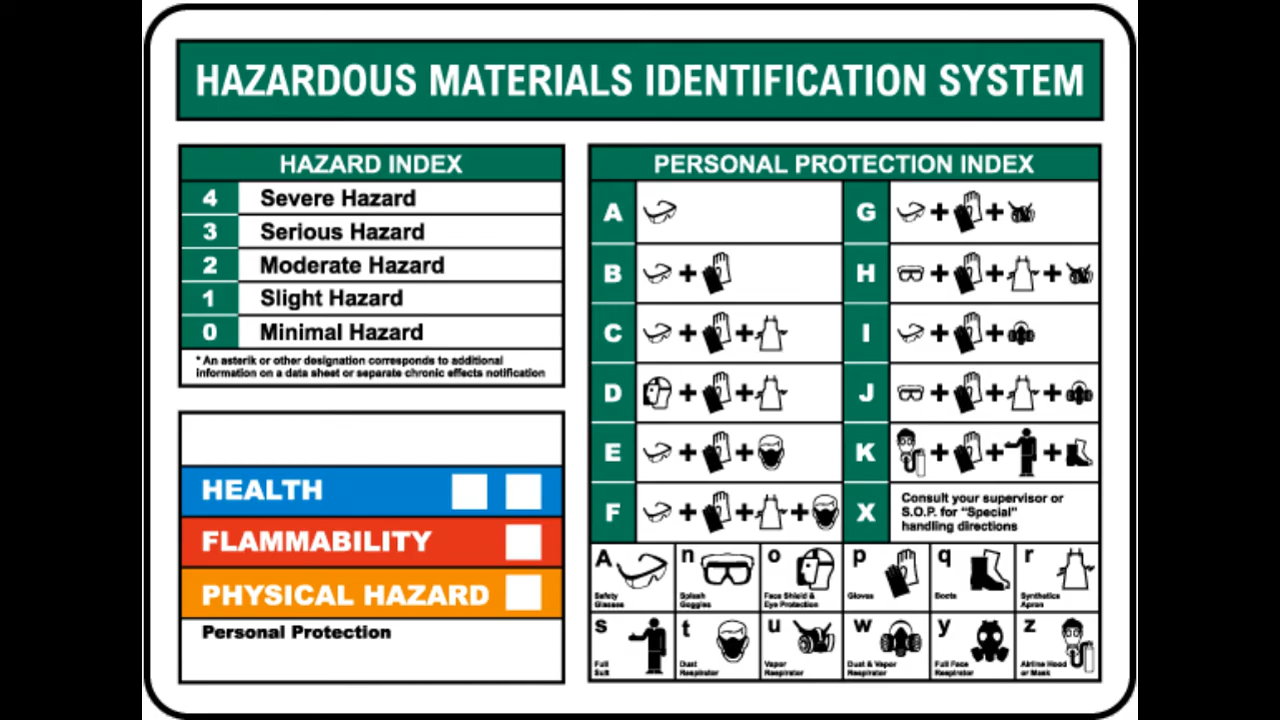 HAZARDOUS MATERIALS IDENTIFICATION SYSTEM
HAZARD INDEX
4 Severe Hazard
3 Serious Hazard
2 Moderate Hazard
1 Slight Hazard
0 Minimal Hazard
* An asterik or other designation corresponds to additional
information on a data sheet or separate chronic effects notification
HEALTH
FLAMMABILITY
PHYSICAL HAZARD
Personal Protection
PERSONAL PROTECTION INDEX
A G
B + H
+ + +
C + + I + +
D + + J + + +
E + + K + + +
F + + + X Consult your supervisor or
S.O.P. for “Special”
handling directions
A n o p q r
Safety
Glasses
Splash
Goggles
Face Shield &
Eye Protection
Gloves
Boots
Synthetics
Apron
s t u w y z
Full
Suit
Dust
Respirator
Vapor
Respirator
Dust & Vapor
Respirator
Full Face
Respirator
Airline Hood
or Mask